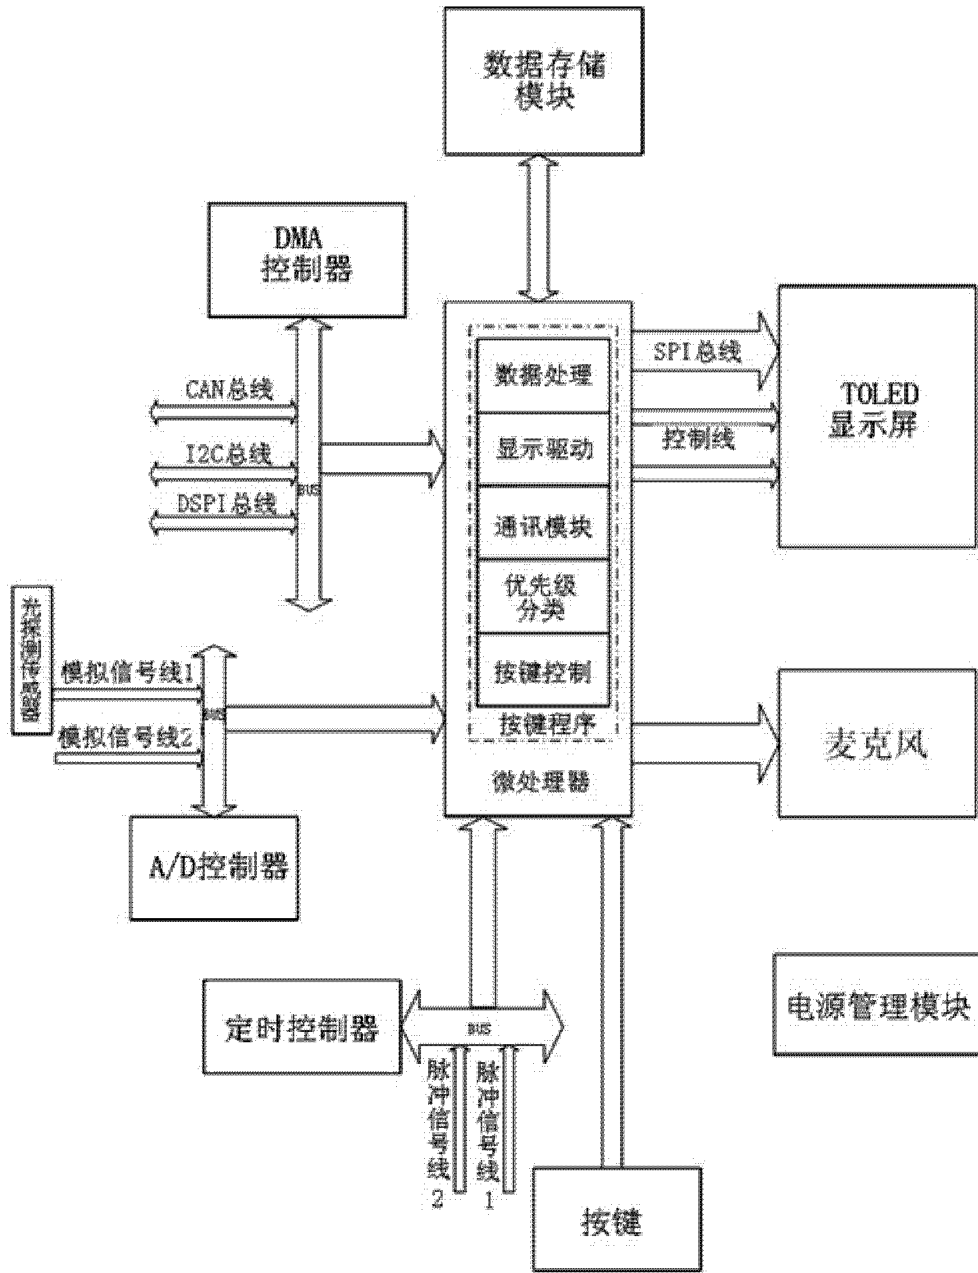 数据存储
模块
DMA
控制器
CAN总线
I2C总线
DSPI总线
BUS
数据处理
显示驱动
通讯模块
优先级
分类
按键控制
按键程序
微处理器
SPI总线
控制线
TOLED
显示屏
光探测传感器
模拟信号线1
模拟信号线2
BUS
A/D控制器
麦克风
定时控制器
BUS
脉冲信号线2
脉冲信号线1
电源管理模块
按键